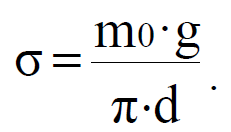 σ = m₀·g / π·d .